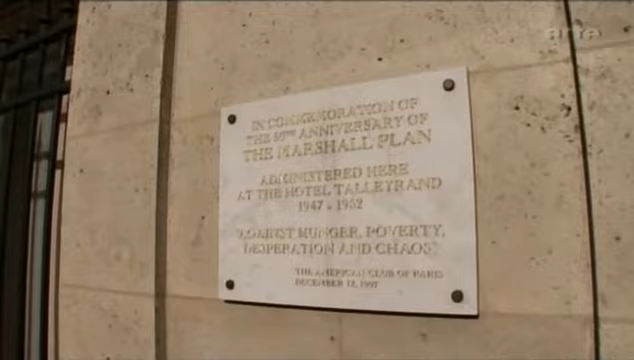 arte
IN COMMEMORATION OF
THE 50TH ANNIVERSARY OF
THE MARSHALL PLAN
ADMINISTERED HERE
AT THE HOTEL TALLEYRAND
1947 - 1952
"AGAINST HUNGER, POVERTY,
DESPERATION AND CHAOS"
THE AMERICAN CLUB OF PARIS
DECEMBER 12, 1997